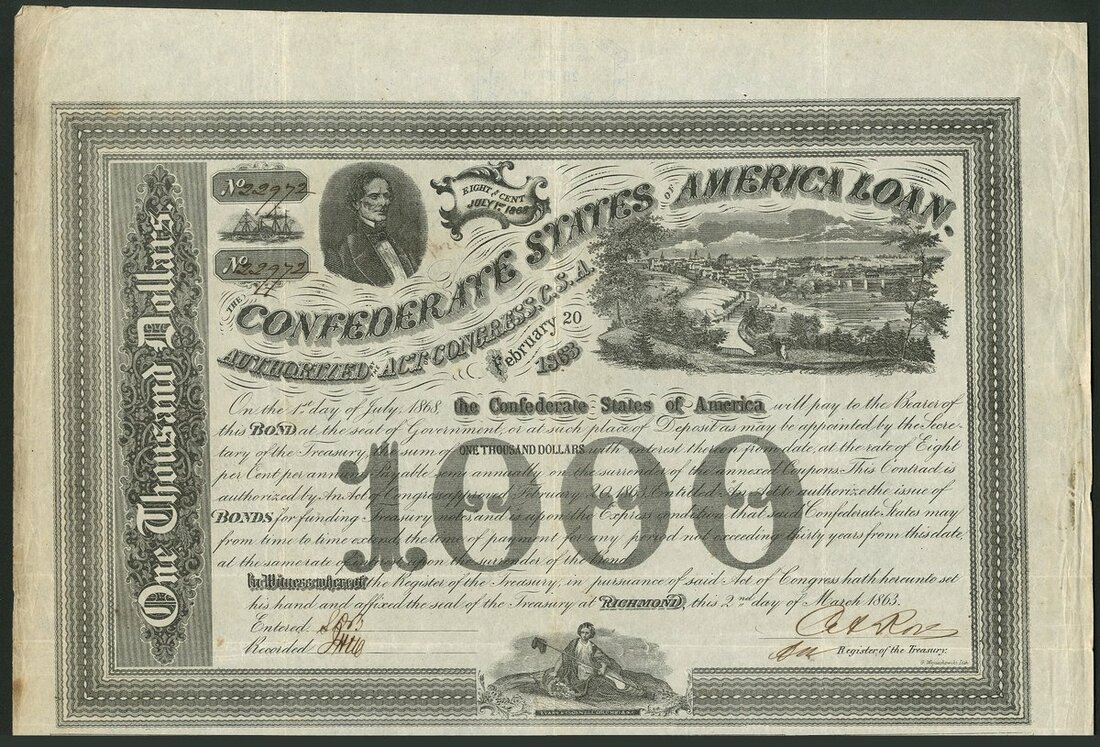 One Thousand Dollars.
No 22972
No 22972
EIGHT P CENT
JULY 1st 1868
THE
CONFEDERATE STATES OF AMERICA LOAN.
AUTHORIZED BY ACT CONGRESS, C.S.A.
February 20
1863
On the 1st day of July, 1868, the Confederate States of America will pay to the Bearer of
this BOND at the seat of Government, or at such place of Deposit as may be appointed by the Secre-
tary of the Treasury, the sum of ONE THOUSAND DOLLARS with interest thereon from date, at the rate of Eight
per Cent per annum Payable semi annually on the surrender of the annexed Coupons. This Contract is
authorized by An Act of Congress approved February 20, 1863. Entitled An Act to authorize the issue of
BONDS for funding Treasury notes, and is upon the Express condition that said Confederate States may
from time to time extend the time of payment for any period not exceeding thirty years from this date,
at the same rate of interest upon the surrender of the Bond.
1000
In Witness whereof the Register of the Treasury, in pursuance of said Act of Congress hath hereunto set
his hand and affixed the seal of the Treasury at RICHMOND, this 2nd day of March 1863.
Entered
Recorded
Register of the Treasury.